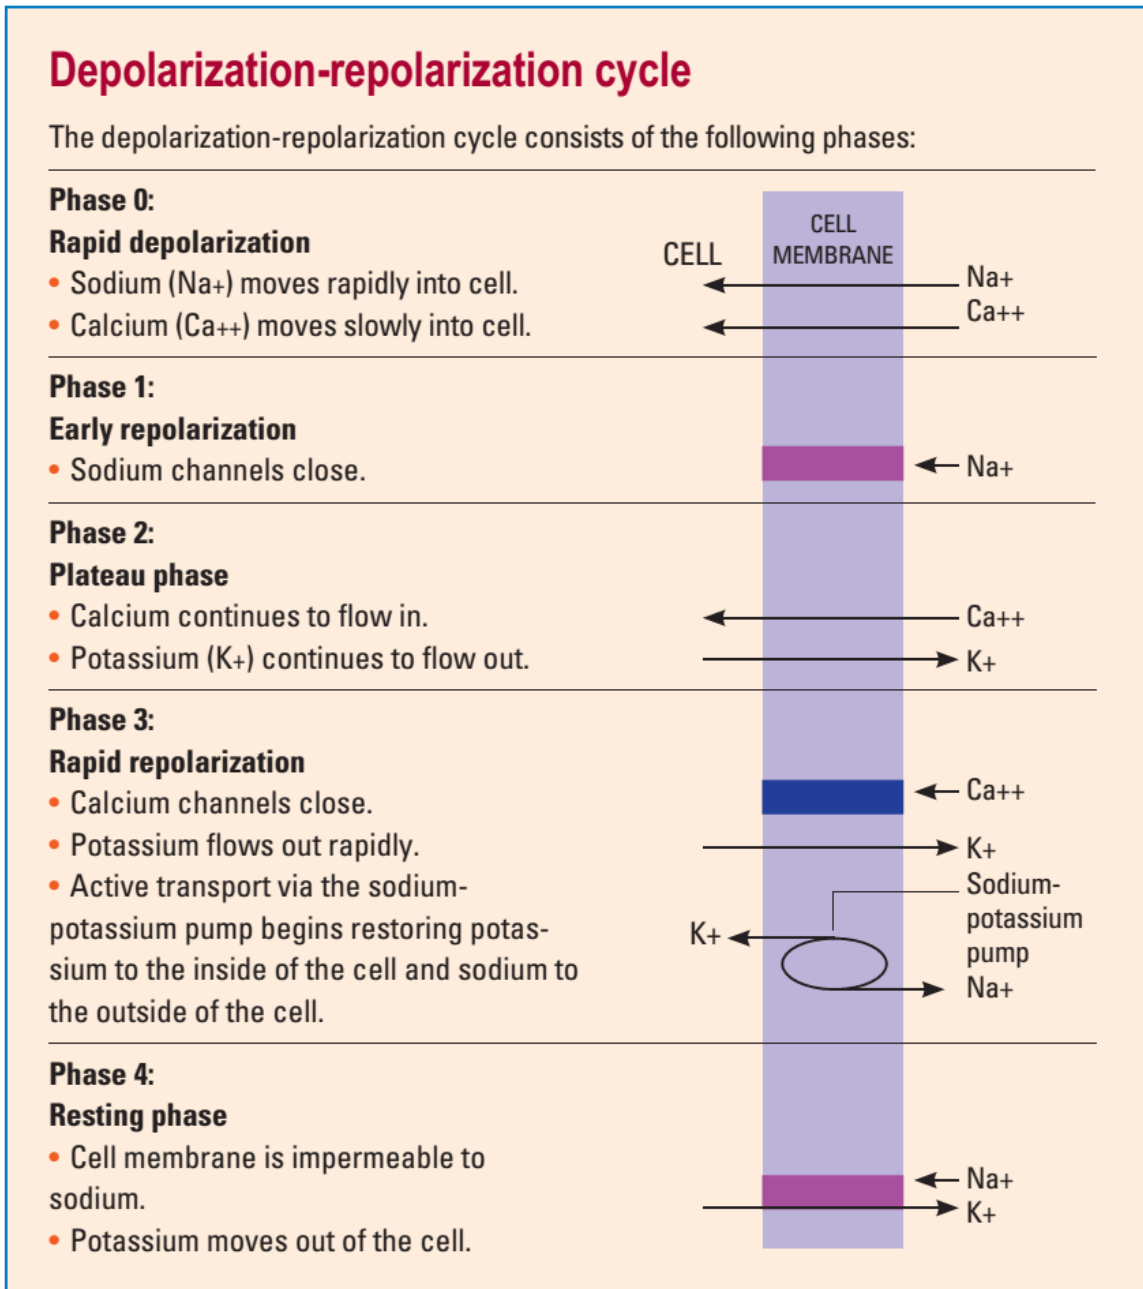 Depolarization-repolarization cycle
The depolarization-repolarization cycle consists of the following phases:
Phase 0:
Rapid depolarization
• Sodium (Na+) moves rapidly into cell.
• Calcium (Ca++) moves slowly into cell.
CELL
CELL
MEMBRANE
Na+
Ca++
Phase 1:
Early repolarization
• Sodium channels close.
Na+
Phase 2:
Plateau phase
• Calcium continues to flow in.
• Potassium (K+) continues to flow out.
Ca++
K+
Phase 3:
Rapid repolarization
• Calcium channels close.
• Potassium flows out rapidly.
• Active transport via the sodium-
potassium pump begins restoring potas-
sium to the inside of the cell and sodium to
the outside of the cell.
Ca++
K+
Sodium-
potassium
pump
K+
Na+
Phase 4:
Resting phase
• Cell membrane is impermeable to
sodium.
• Potassium moves out of the cell.
Na+
K+